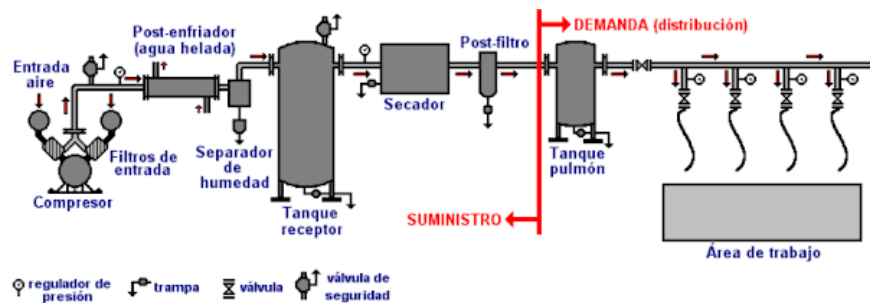 Post-enfriador
(agua helada)
Entrada
aire
Filtros de
entrada
Compresor
Separador
de
humedad
Tanque
receptor
Secador
Post-filtro
DEMANDA (distribución)
SUMINISTRO
Tanque
pulmón
Área de trabajo
regulador de
presión
trampa
válvula
válvula de
seguridad